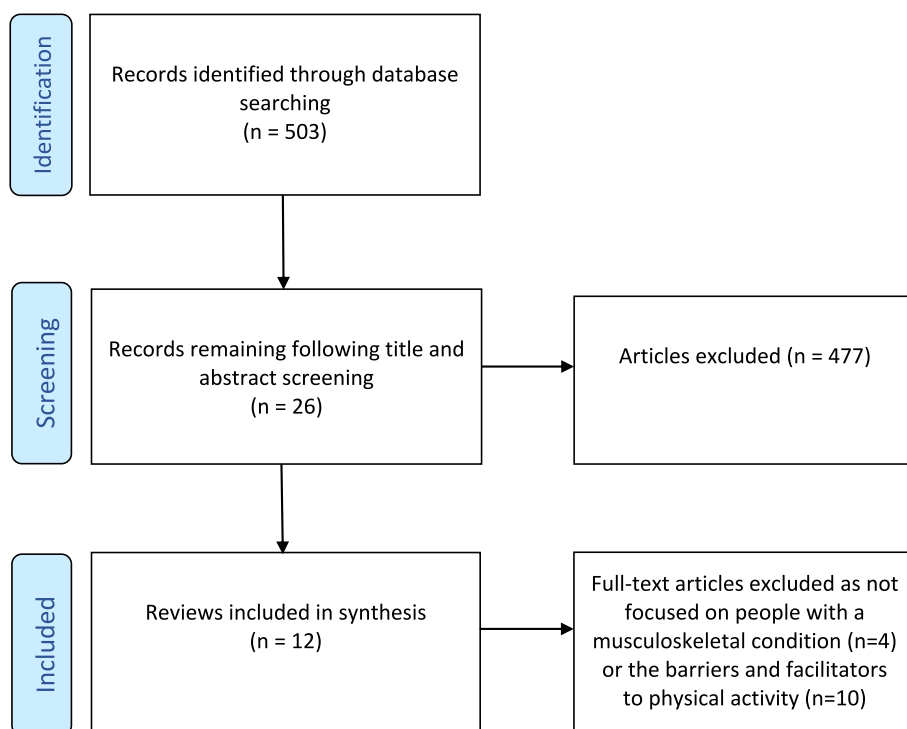 Identification
Records identified through database
searching
(n = 503)
Screening
Records remaining following title and
abstract screening
(n = 26)
Articles excluded (n = 477)
Included
Reviews included in synthesis
(n = 12)
Full-text articles excluded as not
focused on people with a
musculoskeletal condition (n=4)
or the barriers and facilitators
to physical activity (n=10)